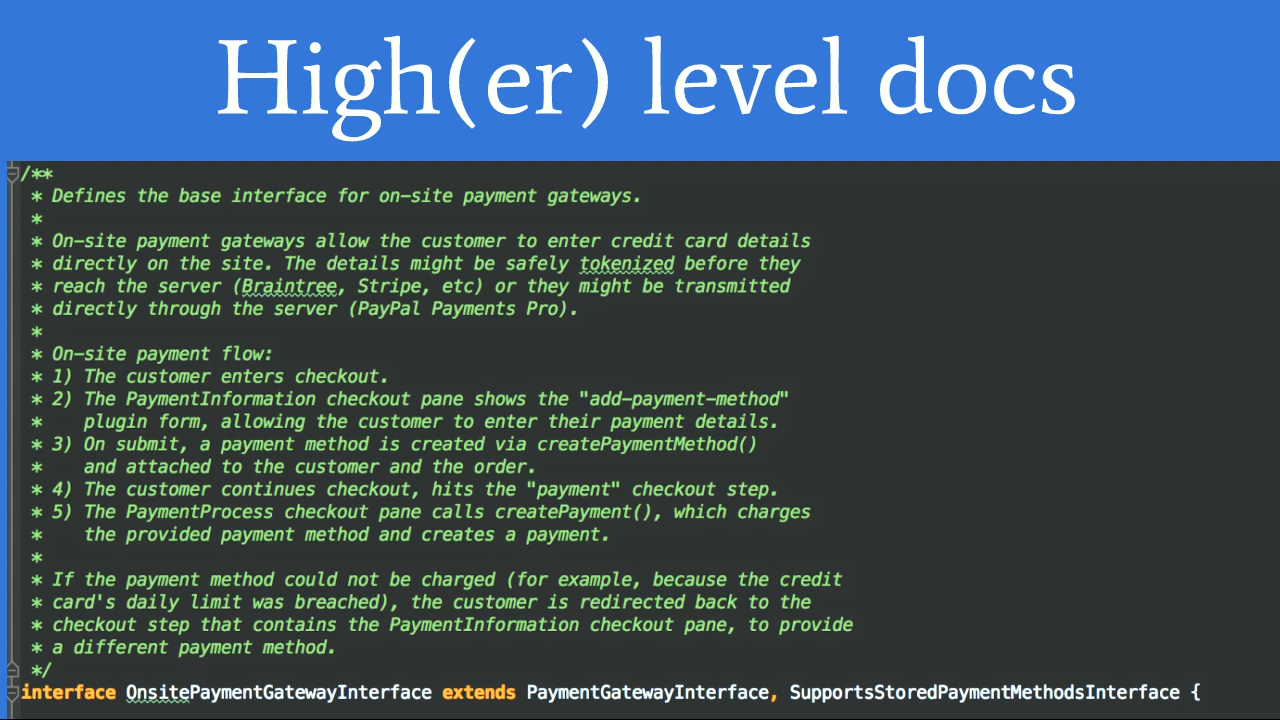 High(er) level docs
/**
* Defines the base interface for on-site payment gateways.
*
* On-site payment gateways allow the customer to enter credit card details
* directly on the site. The details might be safely tokenized before they
* reach the server (Braintree, Stripe, etc) or they might be transmitted
* directly through the server (PayPal Payments Pro).
*
* On-site payment flow:
* 1) The customer enters checkout.
* 2) The PaymentInformation checkout pane shows the "add-payment-method"
*    plugin form, allowing the customer to enter their payment details.
* 3) On submit, a payment method is created via createPaymentMethod()
*    and attached to the customer and the order.
* 4) The customer continues checkout, hits the "payment" checkout step.
* 5) The PaymentProcess checkout pane calls createPayment(), which charges
*    the provided payment method and creates a payment.
*
* If the payment method could not be charged (for example, because the credit
* card's daily limit was breached), the customer is redirected back to the
* checkout step that contains the PaymentInformation checkout pane, to provide
* a different payment method.
*/
interface OnsitePaymentGatewayInterface extends PaymentGatewayInterface, SupportsStoredPaymentMethodsInterface {